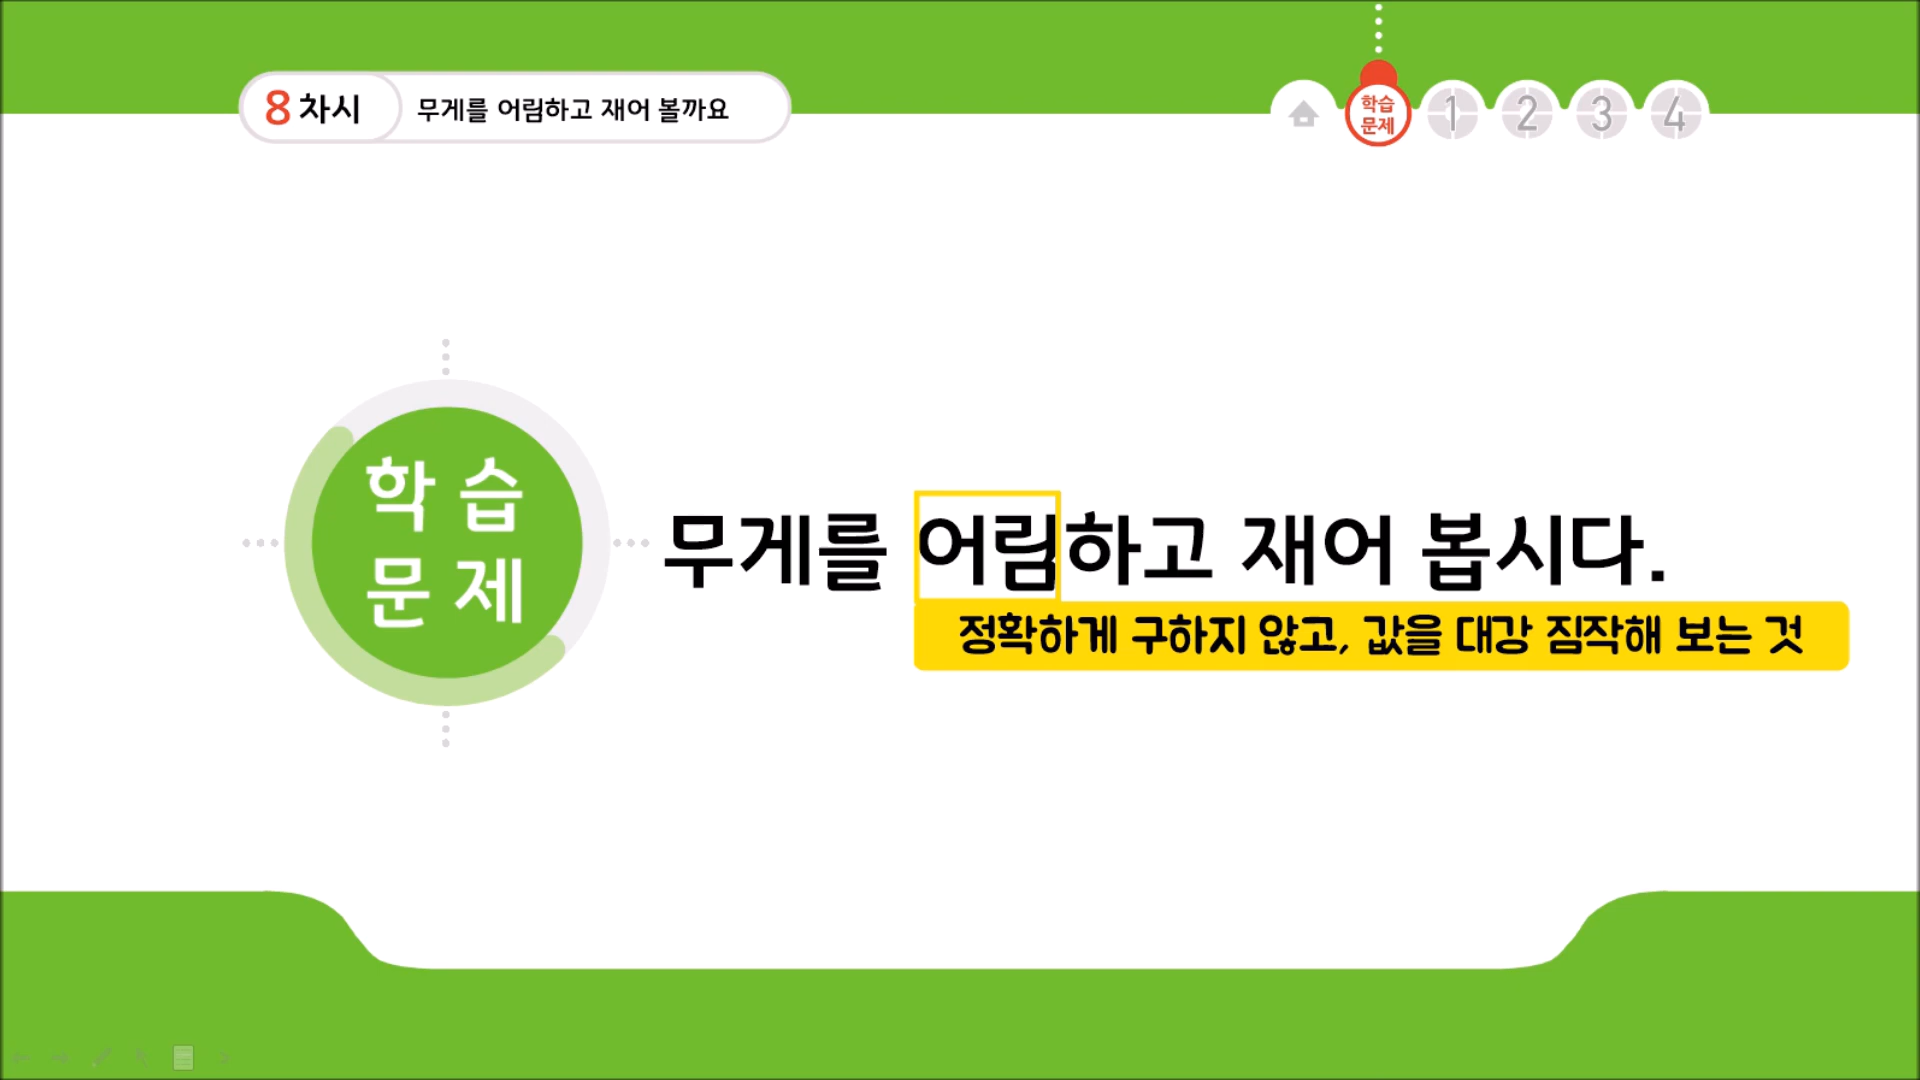 8 차시
무게를 어림하고 재어 볼까요
학습
문제
1
2
3
4
학습
문제
무게를 어림하고 재어 봅시다.
정확하게 구하지 않고, 값을 대강 짐작해 보는 것